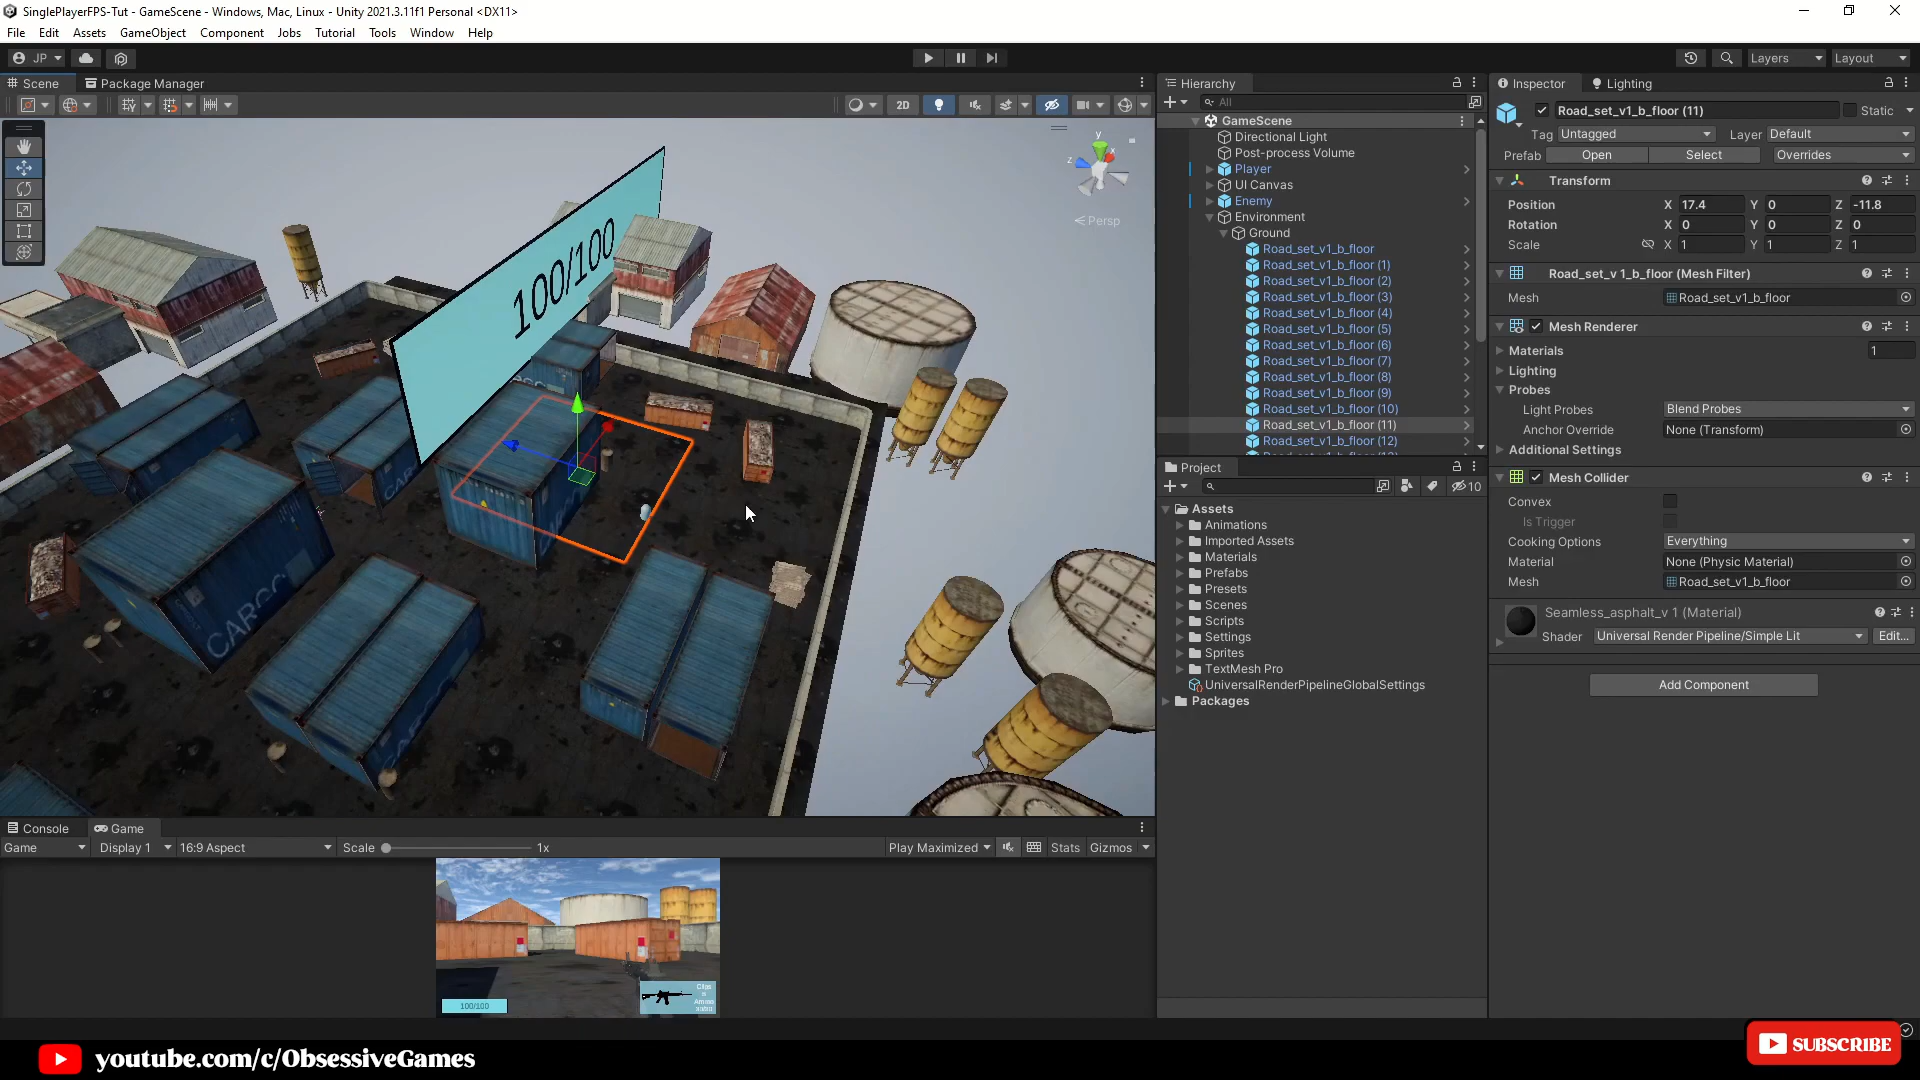 SinglePlayerFPS-Tut - GameScene - Windows, Mac, Linux - Unity 2021.3.11f1 Personal <DX11>
File Edit Assets GameObject Component Jobs Tutorial Tools Window Help
JP Layers Layout
Scene Package Manager
2D
y
x
z
Persp
100/100
CARGO
CARGO
Hierarchy
All
GameScene
Directional Light
Post-process Volume
Player
UI Canvas
Enemy
Environment
Ground
Road_set_v1_b_floor
Road_set_v1_b_floor (1)
Road_set_v1_b_floor (2)
Road_set_v1_b_floor (3)
Road_set_v1_b_floor (4)
Road_set_v1_b_floor (5)
Road_set_v1_b_floor (6)
Road_set_v1_b_floor (7)
Road_set_v1_b_floor (8)
Road_set_v1_b_floor (9)
Road_set_v1_b_floor (10)
Road_set_v1_b_floor (11)
Road_set_v1_b_floor (12)
Project
10
Assets
Animations
Imported Assets
Materials
Prefabs
Presets
Scenes
Scripts
Settings
Sprites
TextMesh Pro
UniversalRenderPipelineGlobalSettings
Packages
Inspector Lighting
Road_set_v1_b_floor (11) Static
Tag Untagged Layer Default
Prefab Open Select Overrides
Transform
Position X 17.4 Y 0 Z -11.8
Rotation X 0 Y 0 Z 0
Scale X 1 Y 1 Z 1
Road_set_v 1_b_floor (Mesh Filter)
Mesh Road_set_v1_b_floor
Mesh Renderer
Materials 1
Lighting
Probes
Light Probes Blend Probes
Anchor Override None (Transform)
Additional Settings
Mesh Collider
Convex
Is Trigger
Cooking Options Everything
Material None (Physic Material)
Mesh Road_set_v1_b_floor
Seamless_asphalt_v 1 (Material)
Shader Universal Render Pipeline/Simple Lit Edit...
Add Component
Console Game
Game Display 1 16:9 Aspect Scale 1x Play Maximized Stats Gizmos
100/100
Clips
Ammo
youtube.com/c/ObsessiveGames
SUBSCRIBE